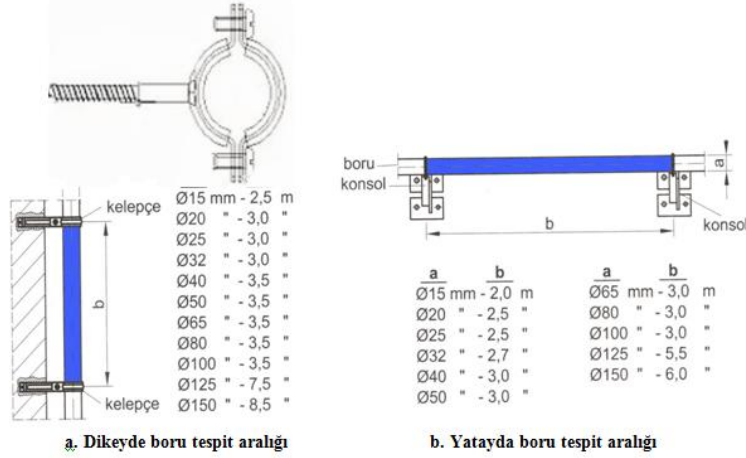 kelepçe
b
kelepçe
Ø15 mm - 2,5 m
Ø20 " - 3,0 "
Ø25 " - 3,0 "
Ø32 " - 3,0 "
Ø40 " - 3,5 "
Ø50 " - 3,5 "
Ø65 " - 3,5 "
Ø80 " - 3,5 "
Ø100 " - 3,5 "
Ø125 " - 7,5 "
Ø150 " - 8,5 "
a. Dikeyde boru tespit aralığı
boru
konsol
a
konsol
b
a b
Ø15 mm - 2,0 m
Ø20 " - 2,5 "
Ø25 " - 2,5 "
Ø32 " - 2,7 "
Ø40 " - 3,0 "
Ø50 " - 3,0 "
a b
Ø65 mm - 3,0 m
Ø80 " - 3,0 "
Ø100 " - 3,0 "
Ø125 " - 5,5 "
Ø150 " - 6,0 "
b. Yatayda boru tespit aralığı